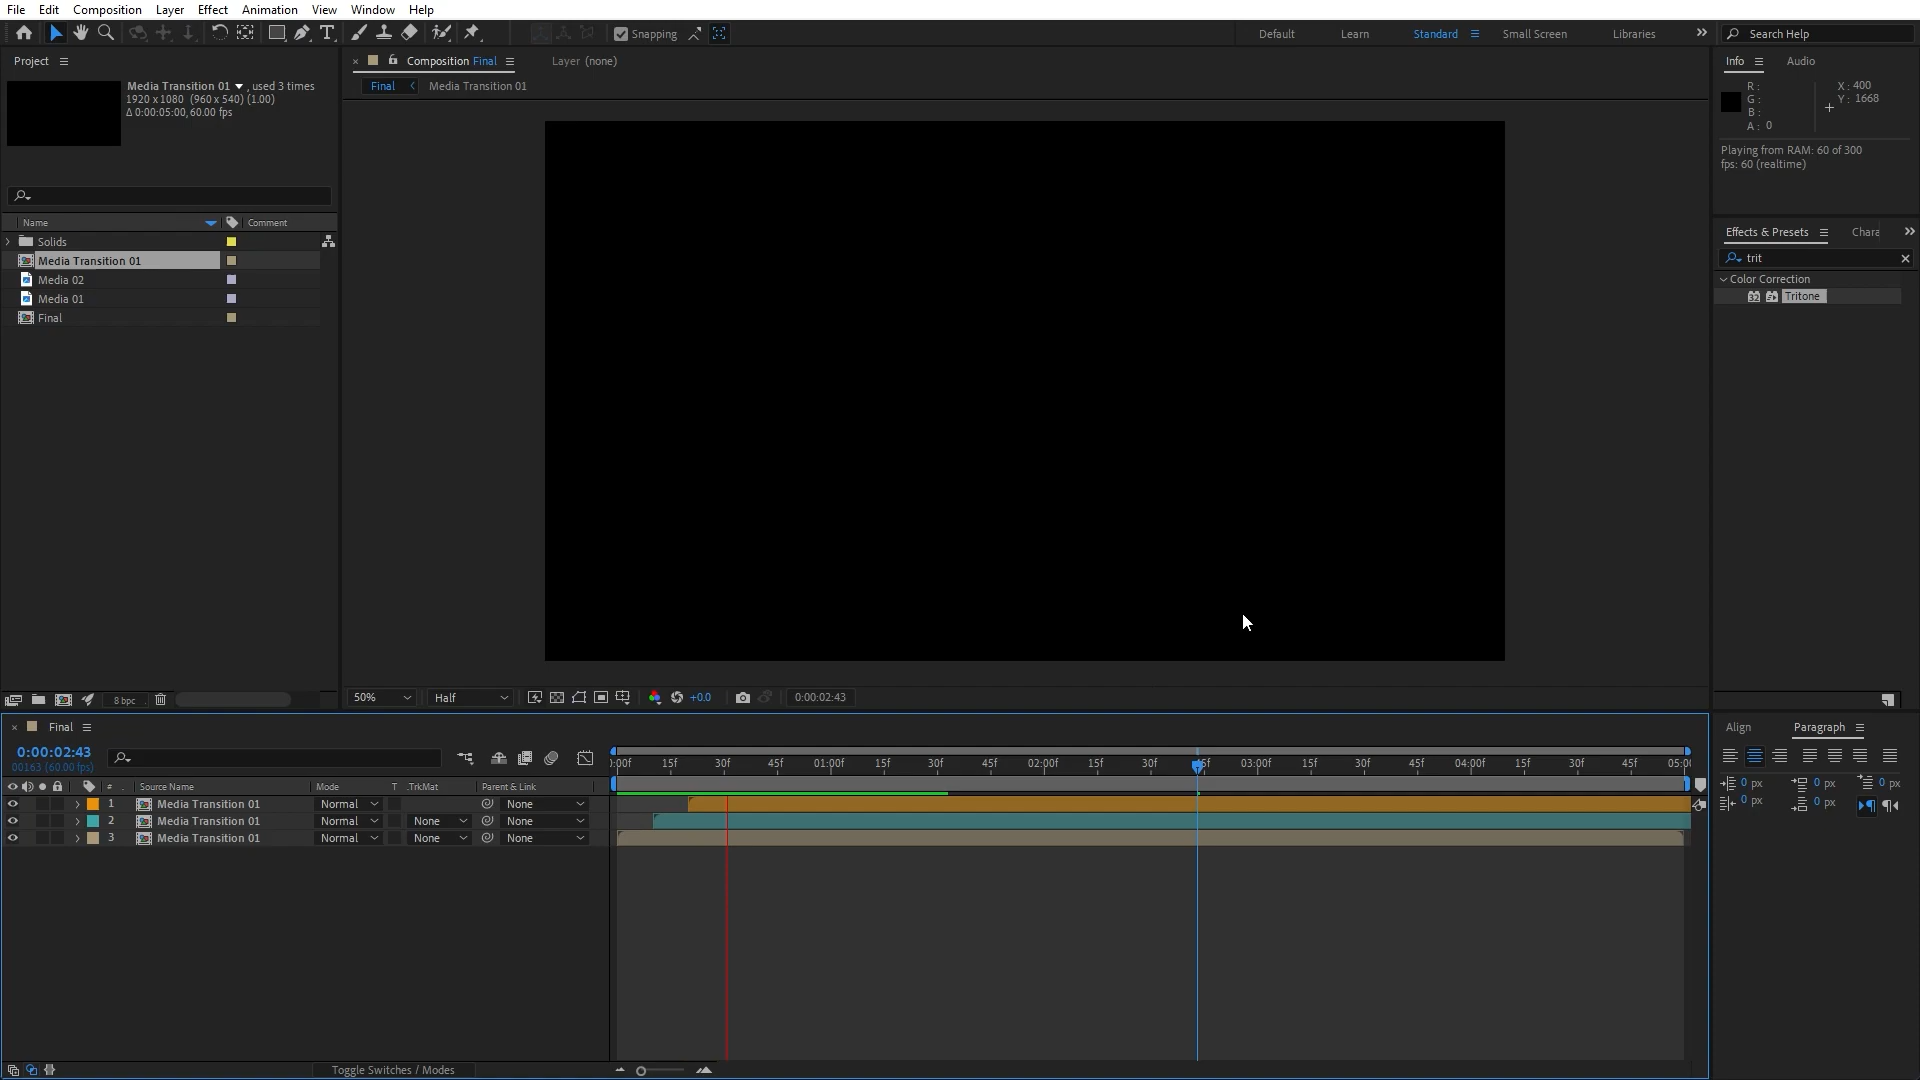 File Edit Composition Layer Effect Animation View Window Help
Snapping Default Learn Standard Small Screen Libraries Search Help
Project
Media Transition 01 , used 3 times
1920 x 1080 (960 x 540) (1.00)
Δ 0:00:05:00, 60.00 fps
Name Comment
Solids
Media Transition 01
Media 02
Media 01
Final
8 bpc
Composition Final Layer (none)
Final Media Transition 01
50% Half +0.0 0:00:02:43
Info Audio
R : X : 400
G : Y : 1668
B :
A : 0
Playing from RAM: 60 of 300
fps: 60 (realtime)
Effects & Presets Chara
trit
Color Correction
32 Tritone
Final
0:00:02:43
00163 (60.00 fps)
# Source Name Mode T .TrkMat Parent & Link
1 Media Transition 01 Normal None
2 Media Transition 01 Normal None None
3 Media Transition 01 Normal None None
:00f 15f 30f 45f 01:00f 15f 30f 45f 02:00f 15f 30f 45f 03:00f 15f 30f 45f 04:00f 15f 30f 45f 05:00
Toggle Switches / Modes
Align Paragraph
0 px 0 px 0 px
0 px 0 px